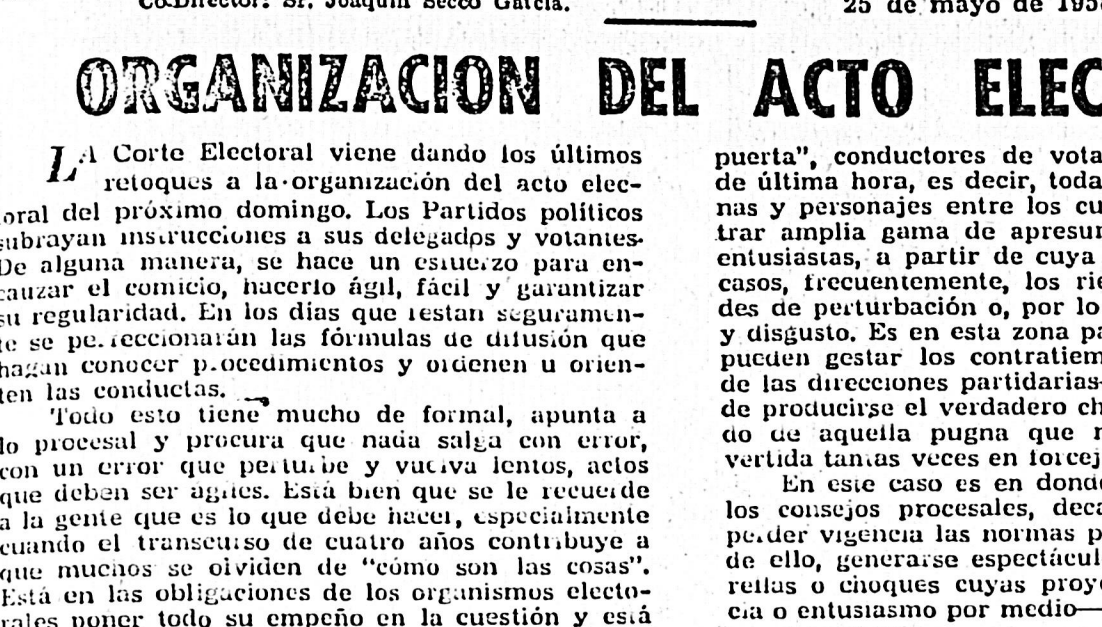 Co-Director: Sr. Joaquín Secco García.
25 de mayo de 195
ORGANIZACION DEL ACTO ELEC
LA Corte Electoral viene dando los últimos
retoques a la organización del acto elec-
toral del próximo domingo. Los Partidos políticos
subrayan instrucciones a sus delegados y votantes.
De alguna manera, se hace un esfuerzo para en-
cauzar el comicio, hacerlo ágil, fácil y garantizar
su regularidad. En los días que restan seguramen-
te se perfeccionarán las fórmulas de difusión que
hagan conocer procedimientos y ordenen u orien-
ten las conductas.
Todo esto tiene mucho de formal, apunta a
lo procesal y procura que nada salga con error,
con un error que perturbe y vuelva lentos, actos
que deben ser ágiles. Está bien que se le recuerde
a la gente que es lo que debe hacer, especialmente
cuando el transcurso de cuatro años contribuye a
que muchos se olviden de “cómo son las cosas”.
Está en las obligaciones de los organismos electo-
rales poner todo su empeño en la cuestión y está
puerta”, conductores de vota
de última hora, es decir, toda
nas y personajes entre los cu
trar amplia gama de apresur
entusiastas, a partir de cuya
casos, frecuentemente, los rie
des de perturbación o, por lo
y disgusto. Es en esta zona pa
pueden gestar los contratiem
de las direcciones partidarias
de producirse el verdadero ch
do de aquella pugna que
vertida tantas veces en forcej
En este caso es en donde
los consejos procesales, deca
perder vigencia las normas p
de ello, generarse espectácul
rellas o choques cuyas proye
cia o entusiasmo por medio—